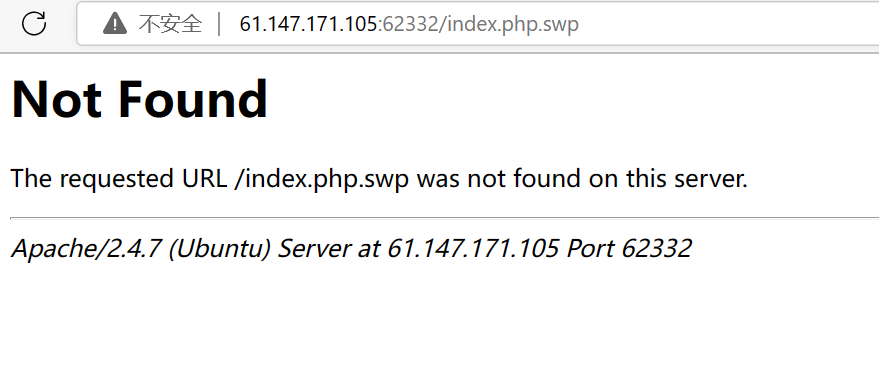 不安全 | 61.147.171.105:62332/index.php.swp
Not Found
The requested URL /index.php.swp was not found on this server.
Apache/2.4.7 (Ubuntu) Server at 61.147.171.105 Port 62332